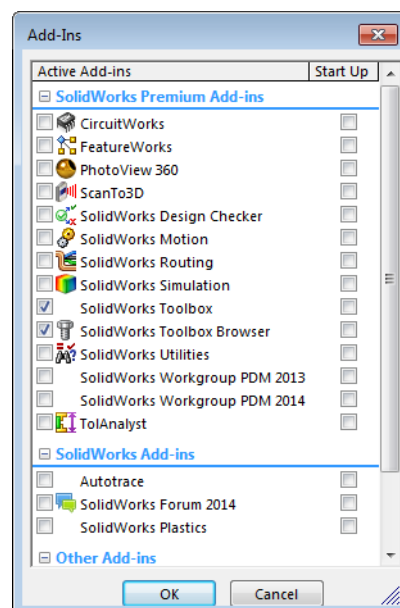 Add-Ins
Active Add-ins Start Up
SolidWorks Premium Add-ins
CircuitWorks
FeatureWorks
PhotoView 360
ScanTo3D
SolidWorks Design Checker
SolidWorks Motion
SolidWorks Routing
SolidWorks Simulation
SolidWorks Toolbox
SolidWorks Toolbox Browser
SolidWorks Utilities
SolidWorks Workgroup PDM 2013
SolidWorks Workgroup PDM 2014
TolAnalyst
SolidWorks Add-ins
Autotrace
SolidWorks Forum 2014
SolidWorks Plastics
Other Add-ins
OK Cancel